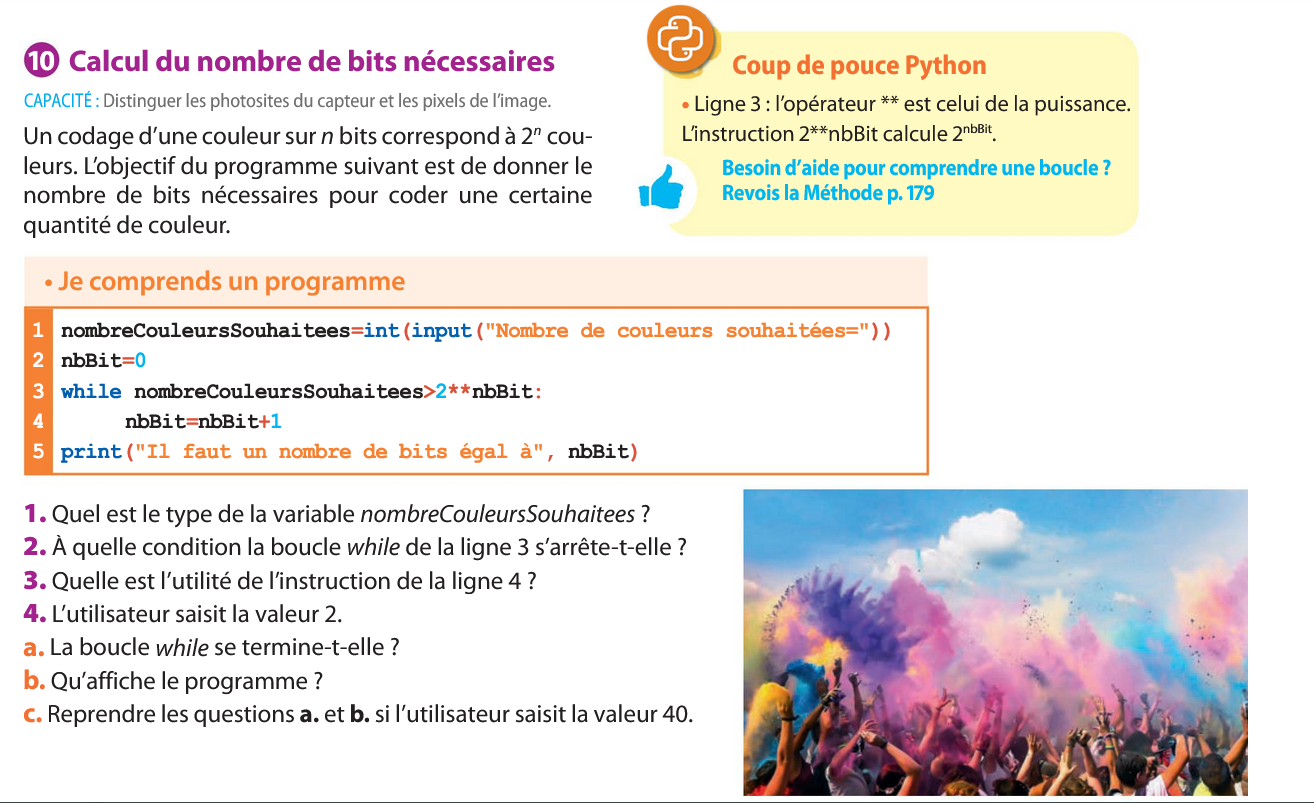 10 Calcul du nombre de bits nécessaires
CAPACITÉ : Distinguer les photosites du capteur et les pixels de l’image.
Un codage d’une couleur sur n bits correspond à 2ⁿ cou-
leurs. L’objectif du programme suivant est de donner le
nombre de bits nécessaires pour coder une certaine
quantité de couleur.
Coup de pouce Python
• Ligne 3 : l’opérateur ** est celui de la puissance.
L’instruction 2**nbBit calcule 2^nbBit.
Besoin d’aide pour comprendre une boucle ?
Revois la Méthode p. 179
• Je comprends un programme
1 nombreCouleursSouhaitees=int(input("Nombre de couleurs souhaitées="))
2 nbBit=0
3 while nombreCouleursSouhaitees>2**nbBit:
4 nbBit=nbBit+1
5 print("Il faut un nombre de bits égal à", nbBit)
1. Quel est le type de la variable nombreCouleursSouhaitees ?
2. À quelle condition la boucle while de la ligne 3 s’arrête-t-elle ?
3. Quelle est l’utilité de l’instruction de la ligne 4 ?
4. L’utilisateur saisit la valeur 2.
a. La boucle while se termine-t-elle ?
b. Qu’affiche le programme ?
c. Reprendre les questions a. et b. si l’utilisateur saisit la valeur 40.